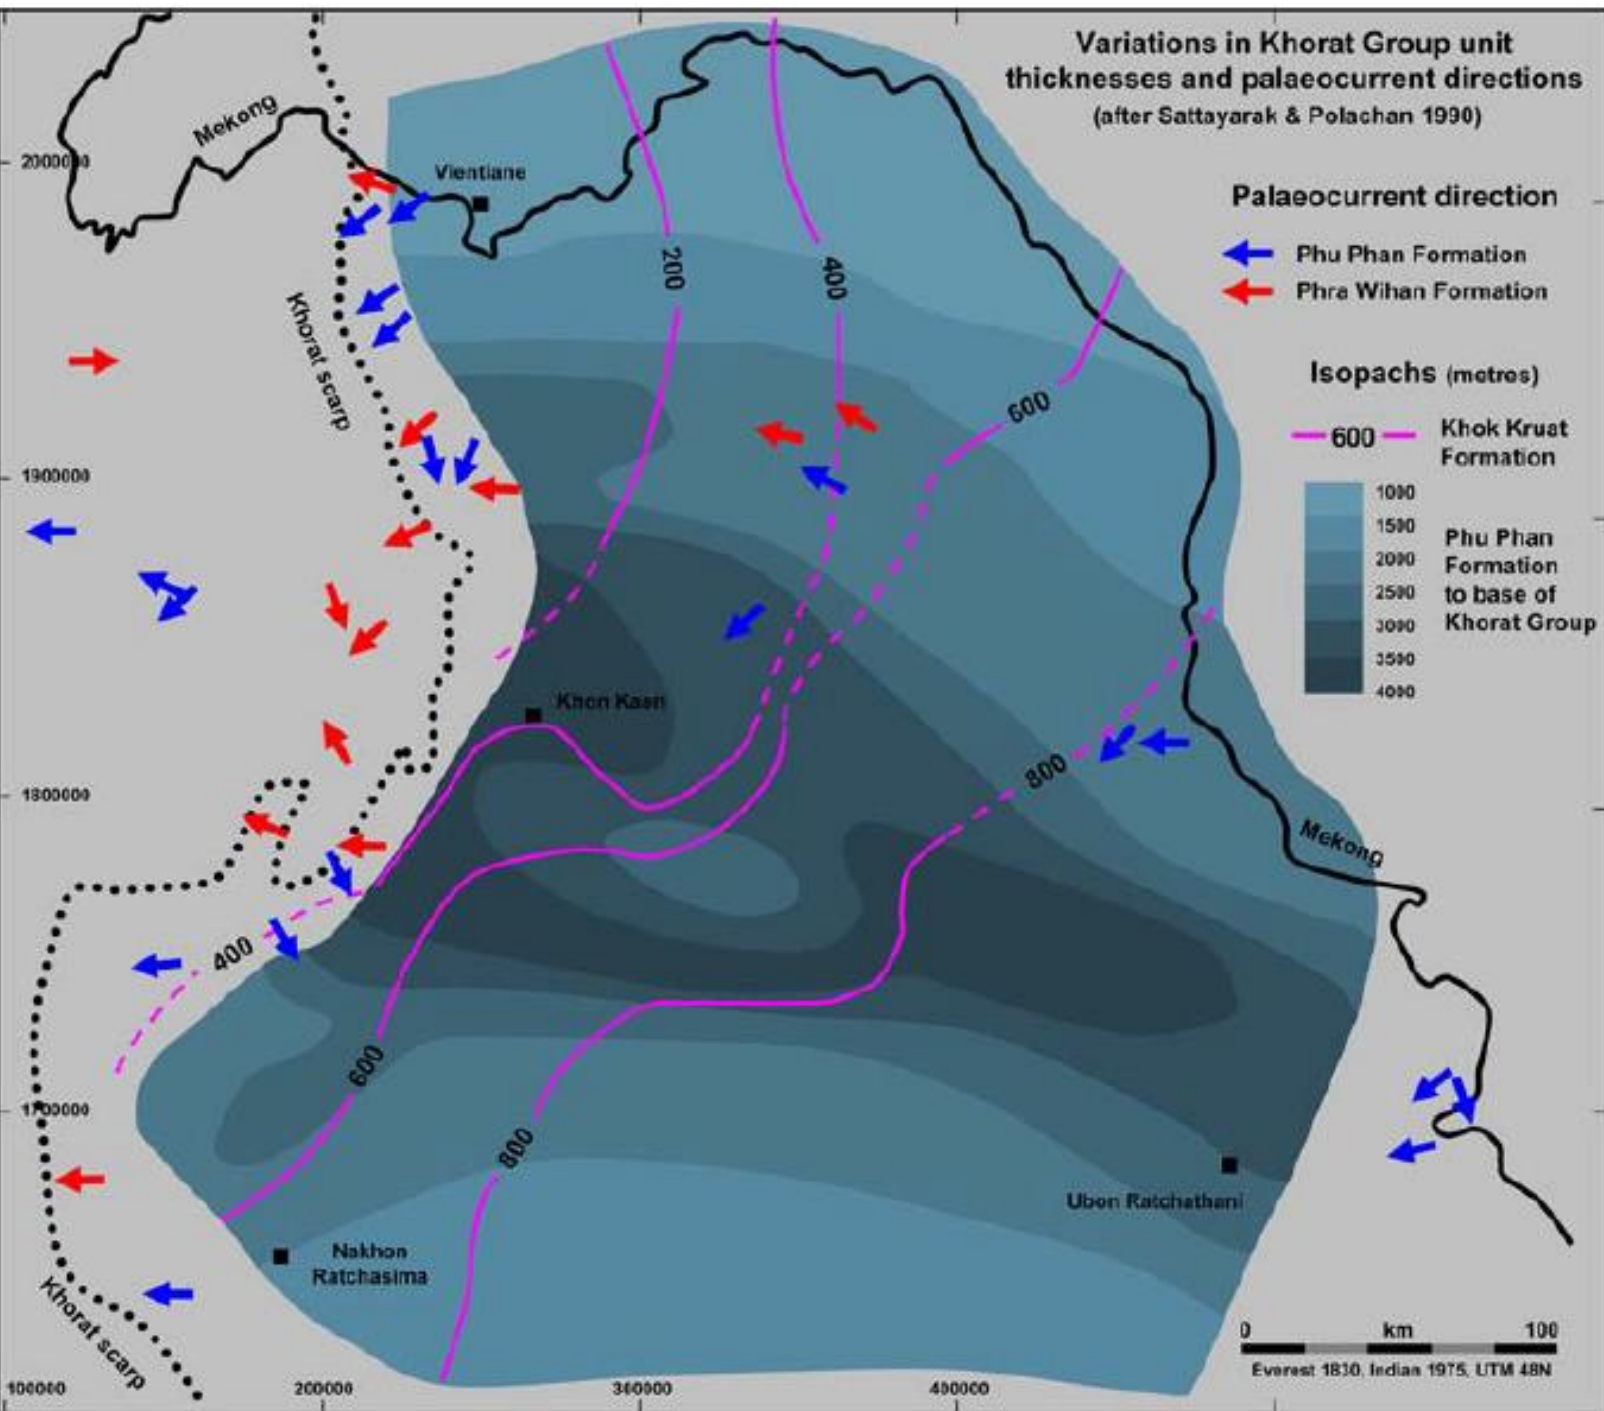 Variations in Khorat Group unit
thicknesses and palaeocurrent directions
(after Sattayarak & Polachan 1990)
Palaeocurrent direction
Phu Phan Formation
Phra Wihan Formation
Isopachs (metres)
600
Khok Kruat
Formation
1000
1500
2000
2500
3000
3500
4000
Phu Phan
Formation
to base of
Khorat Group
Mekong
2000000
Vientiane
200
400
Khorat scarp
600
1900000
Khon Kaen
800
1800000
Mekong
400
600
1700000
800
Ubon Ratchathani
Nakhon
Ratchasima
Khorat scarp
0 km 100
Everest 1830, Indian 1975, UTM 48N
100000
200000
300000
400000